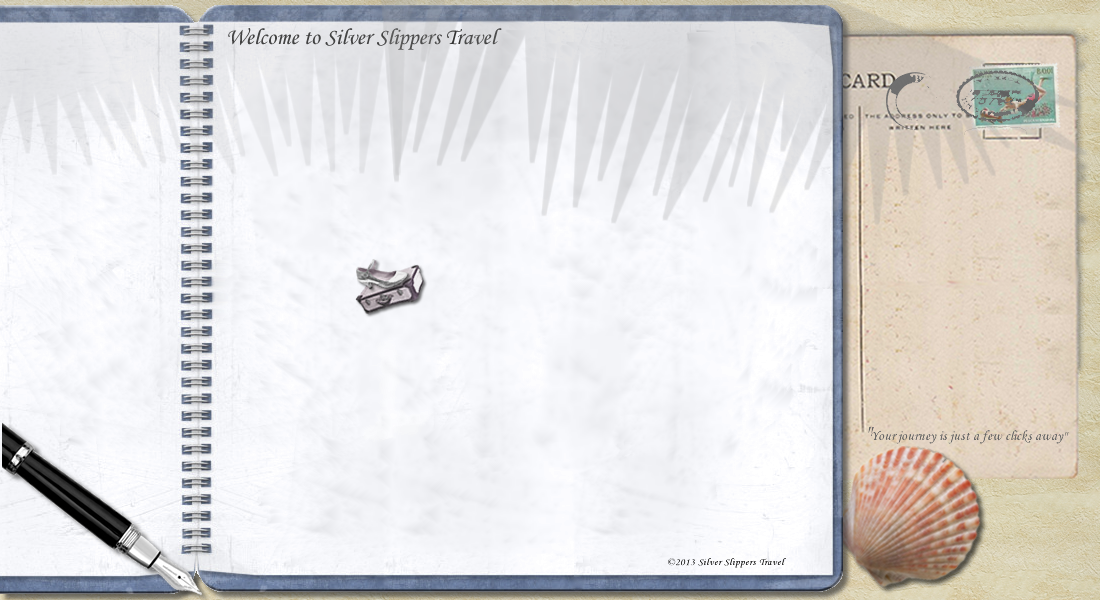 Welcome to Silver Slippers Travel
CARD
THE ADDRESS ONLY TO
WRITTEN HERE
"Your journey is just a few clicks away"
©2013 Silver Slippers Travel